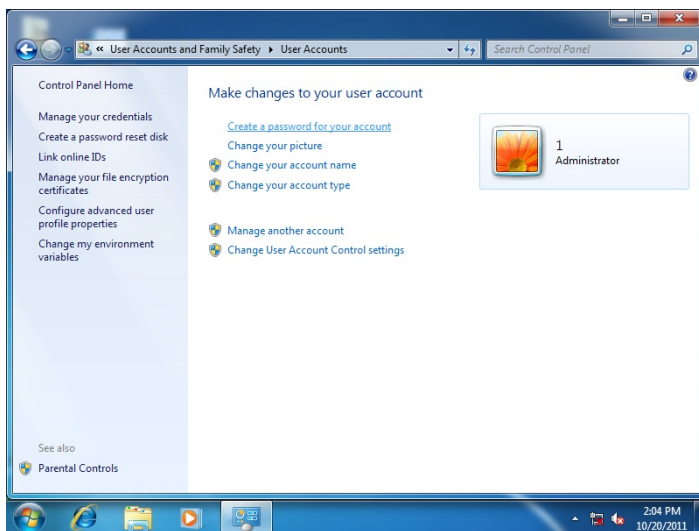 « User Accounts and Family Safety ▸ User Accounts
Search Control Panel
Control Panel Home
Manage your credentials
Create a password reset disk
Link online IDs
Manage your file encryption
certificates
Configure advanced user
profile properties
Change my environment
variables
See also
Parental Controls
Make changes to your user account
Create a password for your account
Change your picture
Change your account name
Change your account type
Manage another account
Change User Account Control settings
1
Administrator
2:04 PM
10/20/2011